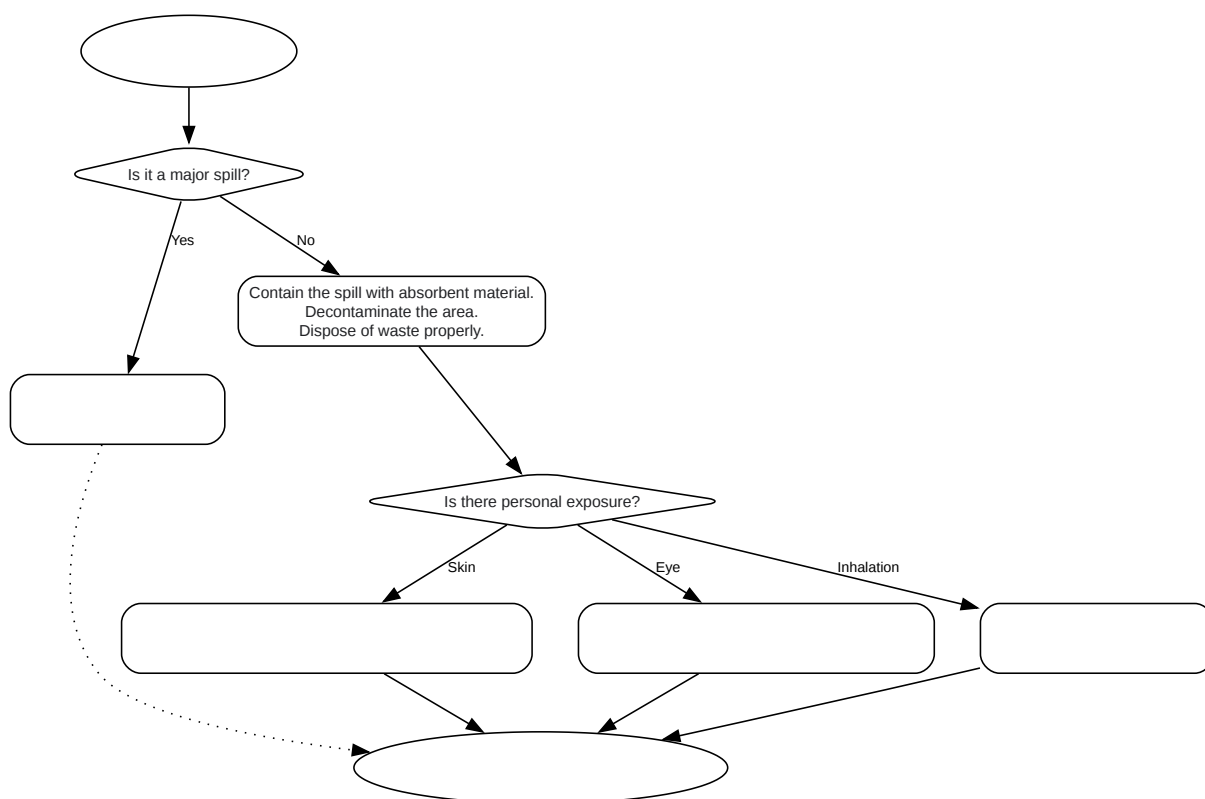 Is it a major spill?
Yes
No
Contain the spill with absorbent material.
Decontaminate the area.
Dispose of waste properly.
Is there personal exposure?
Skin
Eye
Inhalation